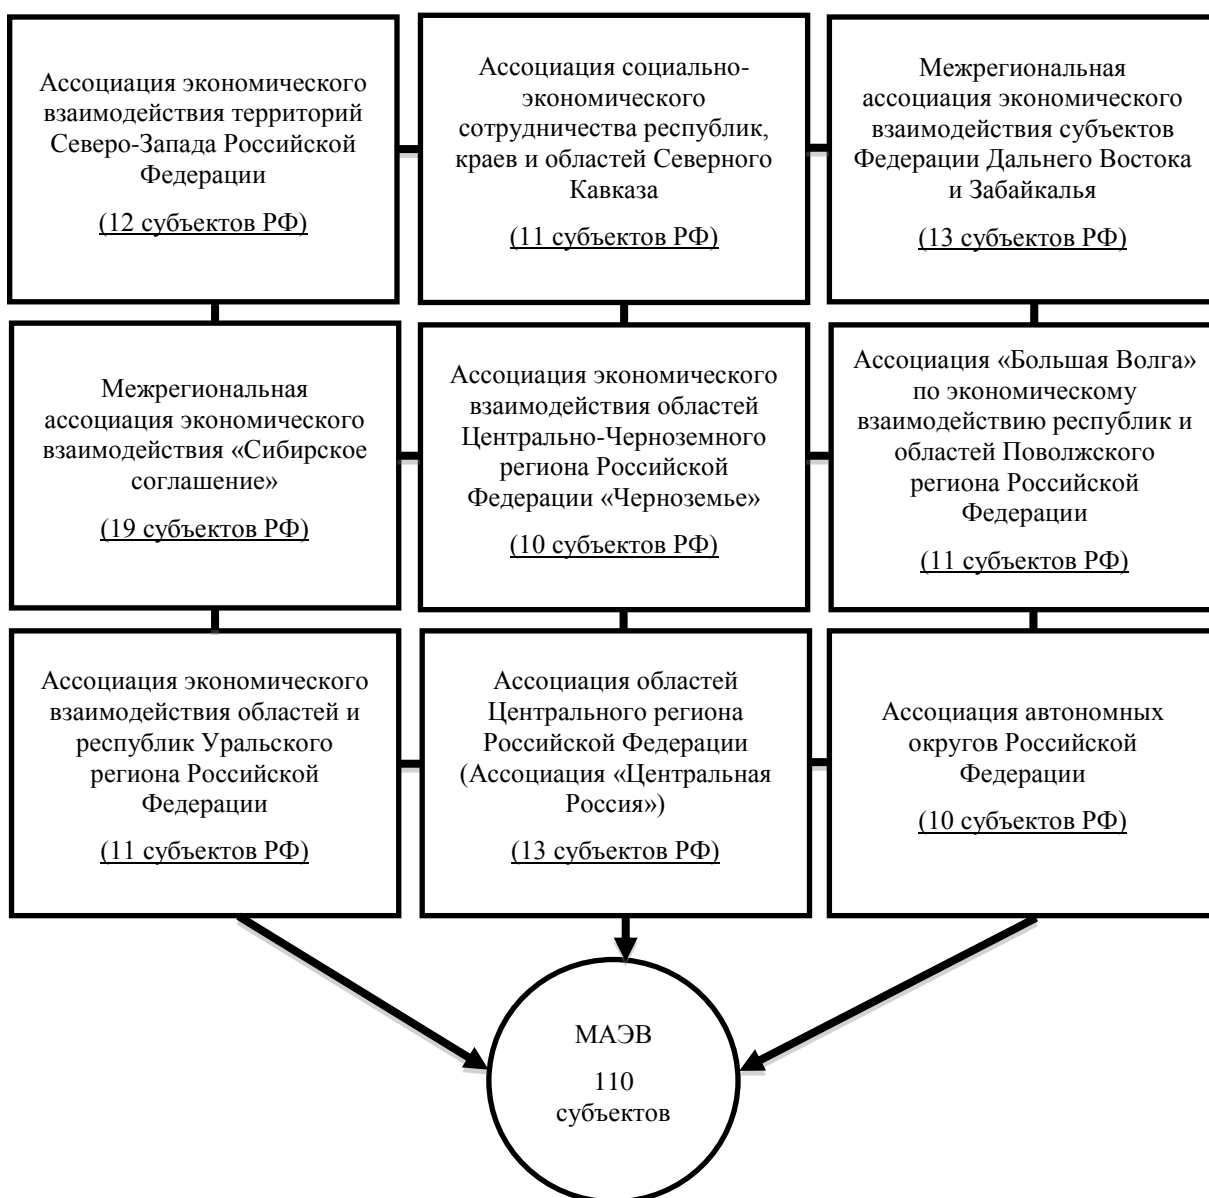 Ассоциация экономического
взаимодействия территорий
Северо-Запада Российской
Федерации
(12 субъектов РФ)
Ассоциация социально-
экономического
сотрудничества республик,
краев и областей Северного
Кавказа
(11 субъектов РФ)
Межрегиональная
ассоциация экономического
взаимодействия субъектов
Федерации Дальнего Востока
и Забайкалья
(13 субъектов РФ)
Межрегиональная
ассоциация экономического
взаимодействия «Сибирское
соглашение»
(19 субъектов РФ)
Ассоциация экономического
взаимодействия областей
Центрально-Черноземного
региона Российской
Федерации «Черноземье»
(10 субъектов РФ)
Ассоциация «Большая Волга»
по экономическому
взаимодействию республик и
областей Поволжского
региона Российской
Федерации
(11 субъектов РФ)
Ассоциация экономического
взаимодействия областей и
республик Уральского
региона Российской
Федерации
(11 субъектов РФ)
Ассоциация областей
Центрального региона
Российской Федерации
(Ассоциация «Центральная
Россия»)
(13 субъектов РФ)
Ассоциация автономных
округов Российской
Федерации
(10 субъектов РФ)
МАЭВ
110
субъектов